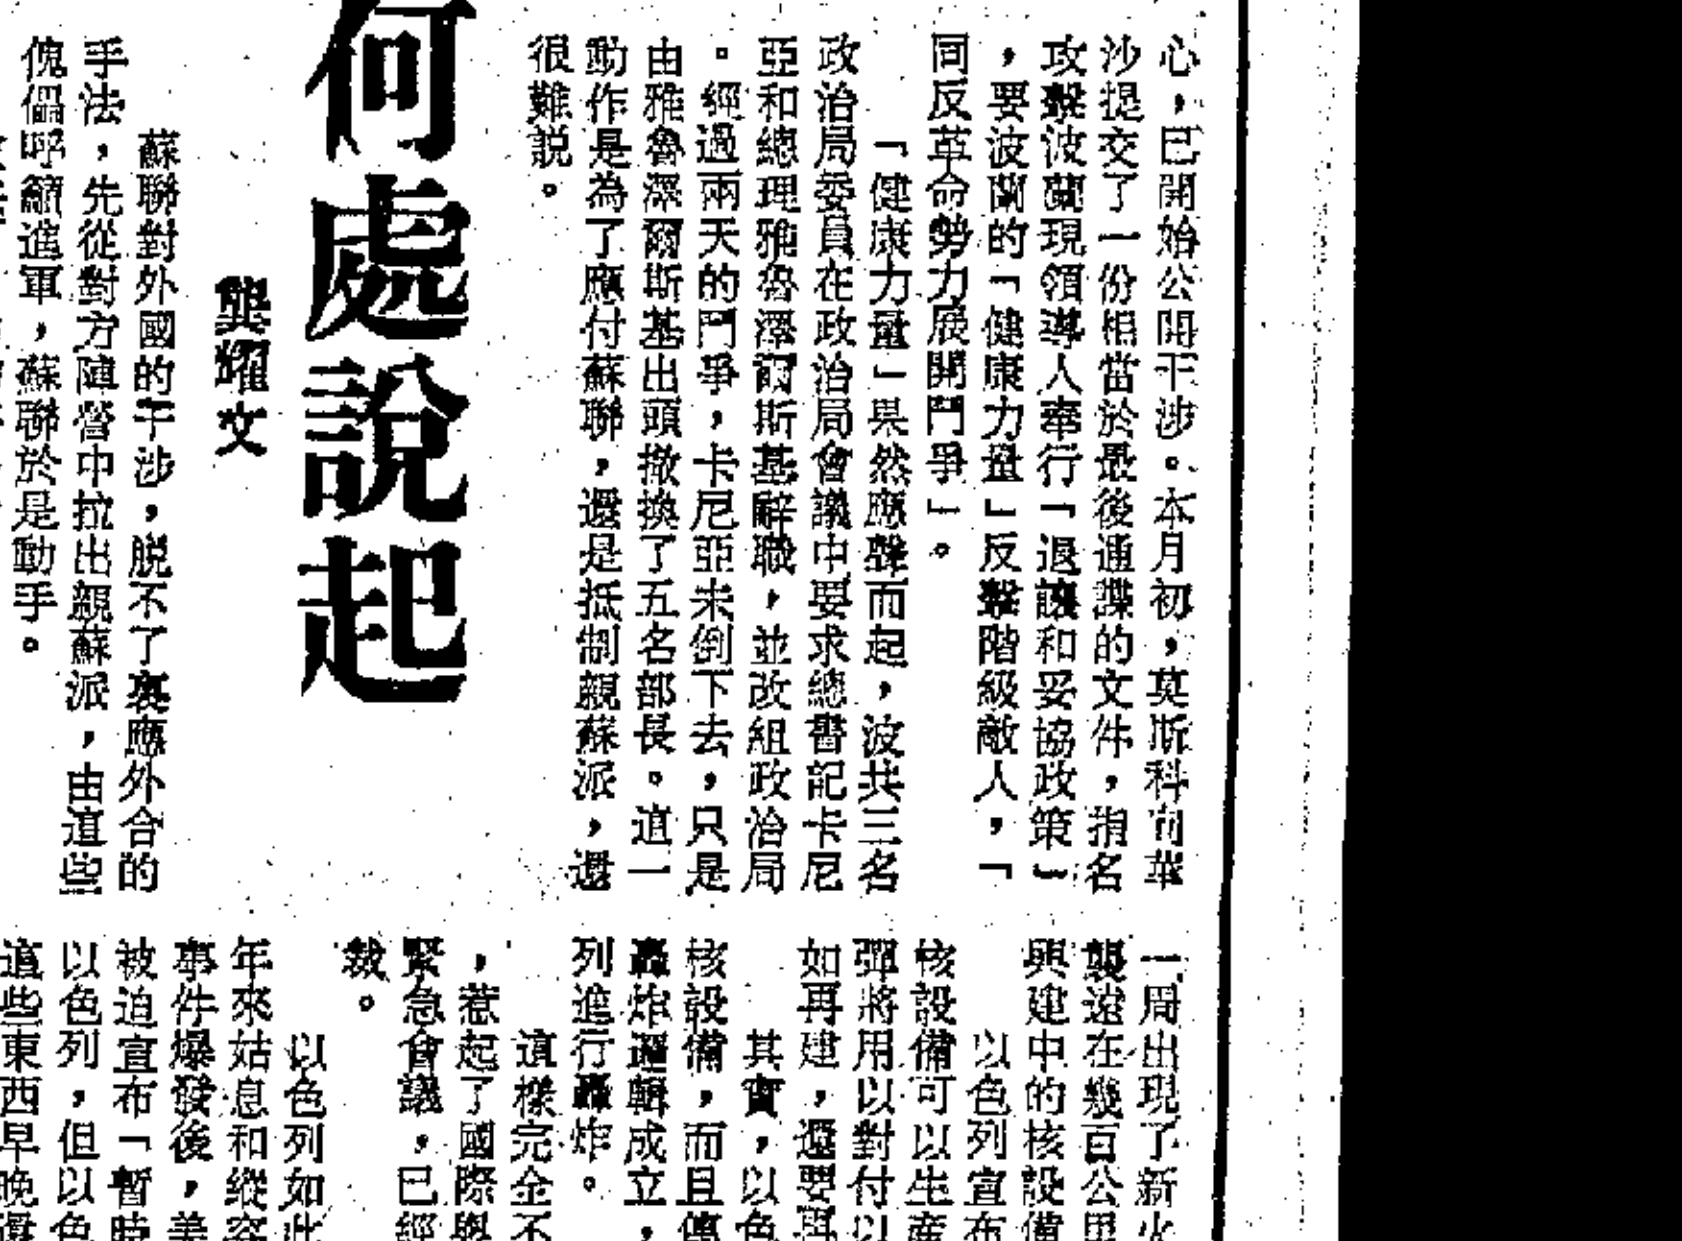 心，已開始公開干涉。本月初，莫斯科向華
沙提交了一份相當於最後通諜的文件，指名
攻擊波蘭現領導人奉行「退讓和妥協政策」
，要波蘭的「健康力量」反擊階級敵人，「
同反革命勢力展開鬥爭」。
「健康力量」果然應聲而起，波共三名
政治局委員在政治局會議中要求總書記卡尼
亞和總理雅魯澤爾斯基辭職，並改組政治局
。經過兩天的鬥爭，卡尼亞未倒下去，只是
由雅魯澤爾斯基出頭撤換了五名部長。這一
動作是為了應付蘇聯，還是抵制親蘇派，還
很難説。
何處說起
龔耀文
蘇聯對外國的干涉，脫不了裏應外合的
手法，先從對方陣營中拉出親蘇派，由這些
傀儡呼籲進軍，蘇聯於是動手。
一周出現了新火
襲遠在幾百公里
興建中的核設備
以色列宣布
核設備可以生産
彈將用以對付以
如再建，還要再
其實，以色
核設備，而且
轟炸邏輯成立，
列進行轟炸。
這樣完全不
，惹起了國際
緊急會議，已經
裁。
以色列如此
年來姑息和縱容
事件爆發後，美
被迫宣布「暫時
以色列，但以色
這些東西早晚